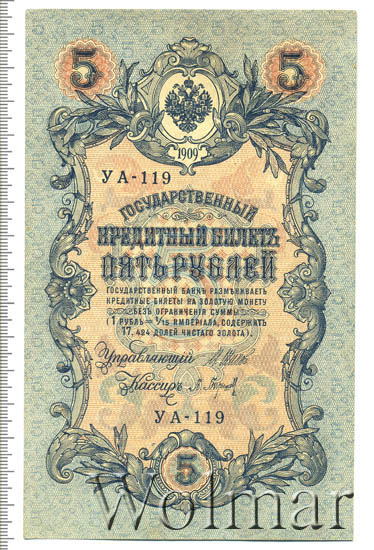 5 5
1909
УА-119
ГОСУДАРСТВЕННЫЙ
КРЕДИТНЫЙ БИЛЕТЪ
ПЯТЬ РУБЛЕЙ
ГОСУДАРСТВЕННЫЙ БАНКЪ РАЗМѢНИВАЕТЪ
КРЕДИТНЫЕ БИЛЕТЫ НА ЗОЛОТУЮ МОНЕТУ
БЕЗЪ ОГРАНИЧЕНІЯ СУММЫ
(1 РУБЛЬ = 1/15 ИМПЕРІАЛА, СОДЕРЖИТЪ
17,424 ДОЛЕЙ ЧИСТАГО ЗОЛОТА).
Управляющій
Кассиръ
УА-119
5
Wolmar